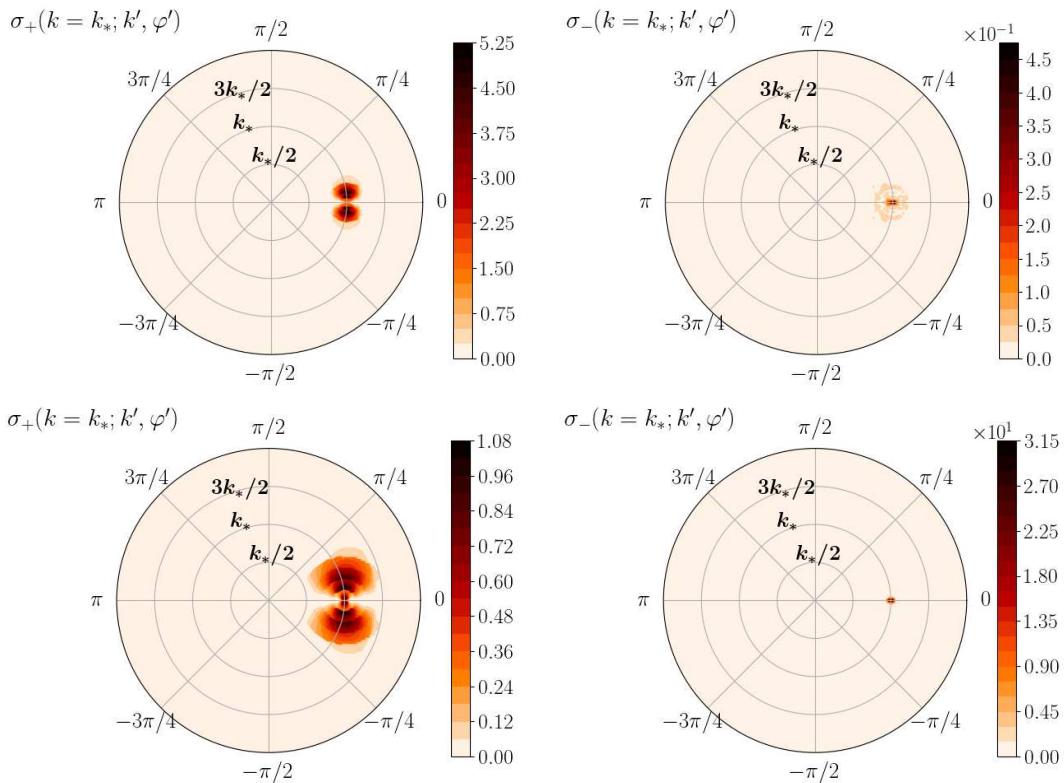 σ₊(k = k∗; k′, φ′)
π/2
3π/4
π/4
3k∗/2
k∗
k∗/2
π
0
−3π/4
−π/4
−π/2
5.25
4.50
3.75
3.00
2.25
1.50
0.75
0.00
σ₋(k = k∗; k′, φ′)
×10⁻¹
π/2
3π/4
π/4
3k∗/2
k∗
k∗/2
π
0
−3π/4
−π/4
−π/2
4.5
4.0
3.5
3.0
2.5
2.0
1.5
1.0
0.5
0.0
σ₊(k = k∗; k′, φ′)
π/2
3π/4
π/4
3k∗/2
k∗
k∗/2
π
0
−3π/4
−π/4
−π/2
1.08
0.96
0.84
0.72
0.60
0.48
0.36
0.24
0.12
0.00
σ₋(k = k∗; k′, φ′)
×10¹
π/2
3π/4
π/4
3k∗/2
k∗
k∗/2
π
0
−3π/4
−π/4
−π/2
3.15
2.70
2.25
1.80
1.35
0.90
0.45
0.00